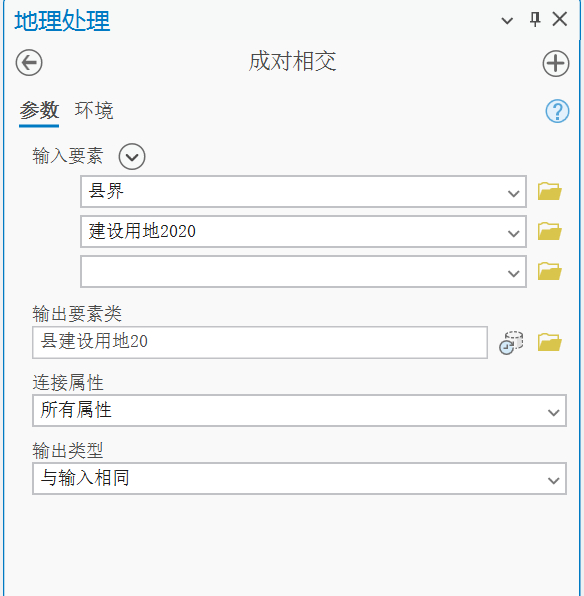 地理处理
成对相交
参数 环境
输入要素
县界
建设用地2020
输出要素类
县建设用地20
连接属性
所有属性
输出类型
与输入相同